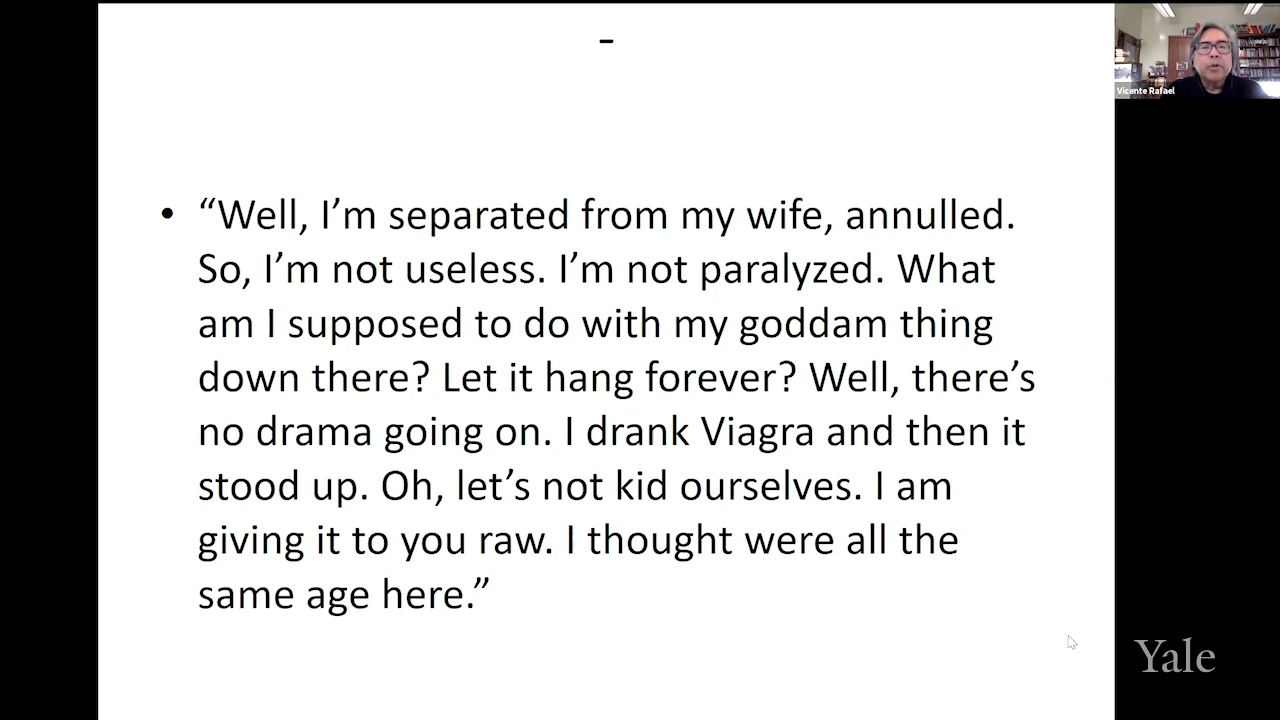 -
Vicente Rafael
• “Well, I’m separated from my wife, annulled.
So, I’m not useless. I’m not paralyzed. What
am I supposed to do with my goddam thing
down there? Let it hang forever? Well, there’s
no drama going on. I drank Viagra and then it
stood up. Oh, let’s not kid ourselves. I am
giving it to you raw. I thought were all the
same age here.”
Yale